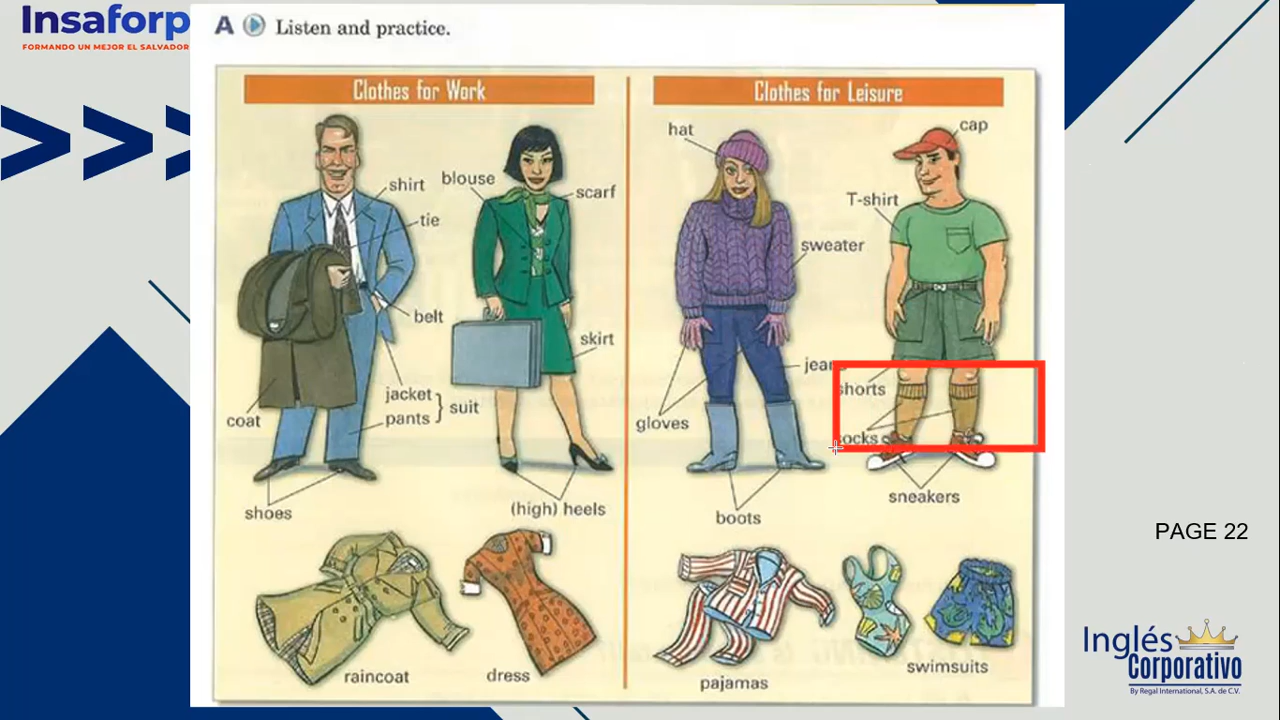 Insaforp
FORMANDO UN MEJOR EL SALVADOR
A Listen and practice.
Clothes for Work
shirt
tie
belt
jacket
pants
suit
coat
shoes
blouse
scarf
skirt
(high) heels
raincoat
dress
Clothes for Leisure
hat
sweater
jeans
gloves
boots
cap
T-shirt
shorts
socks
sneakers
pajamas
swimsuits
PAGE 22
Inglés
Corporativo
By Regal International, S.A. de C.V.